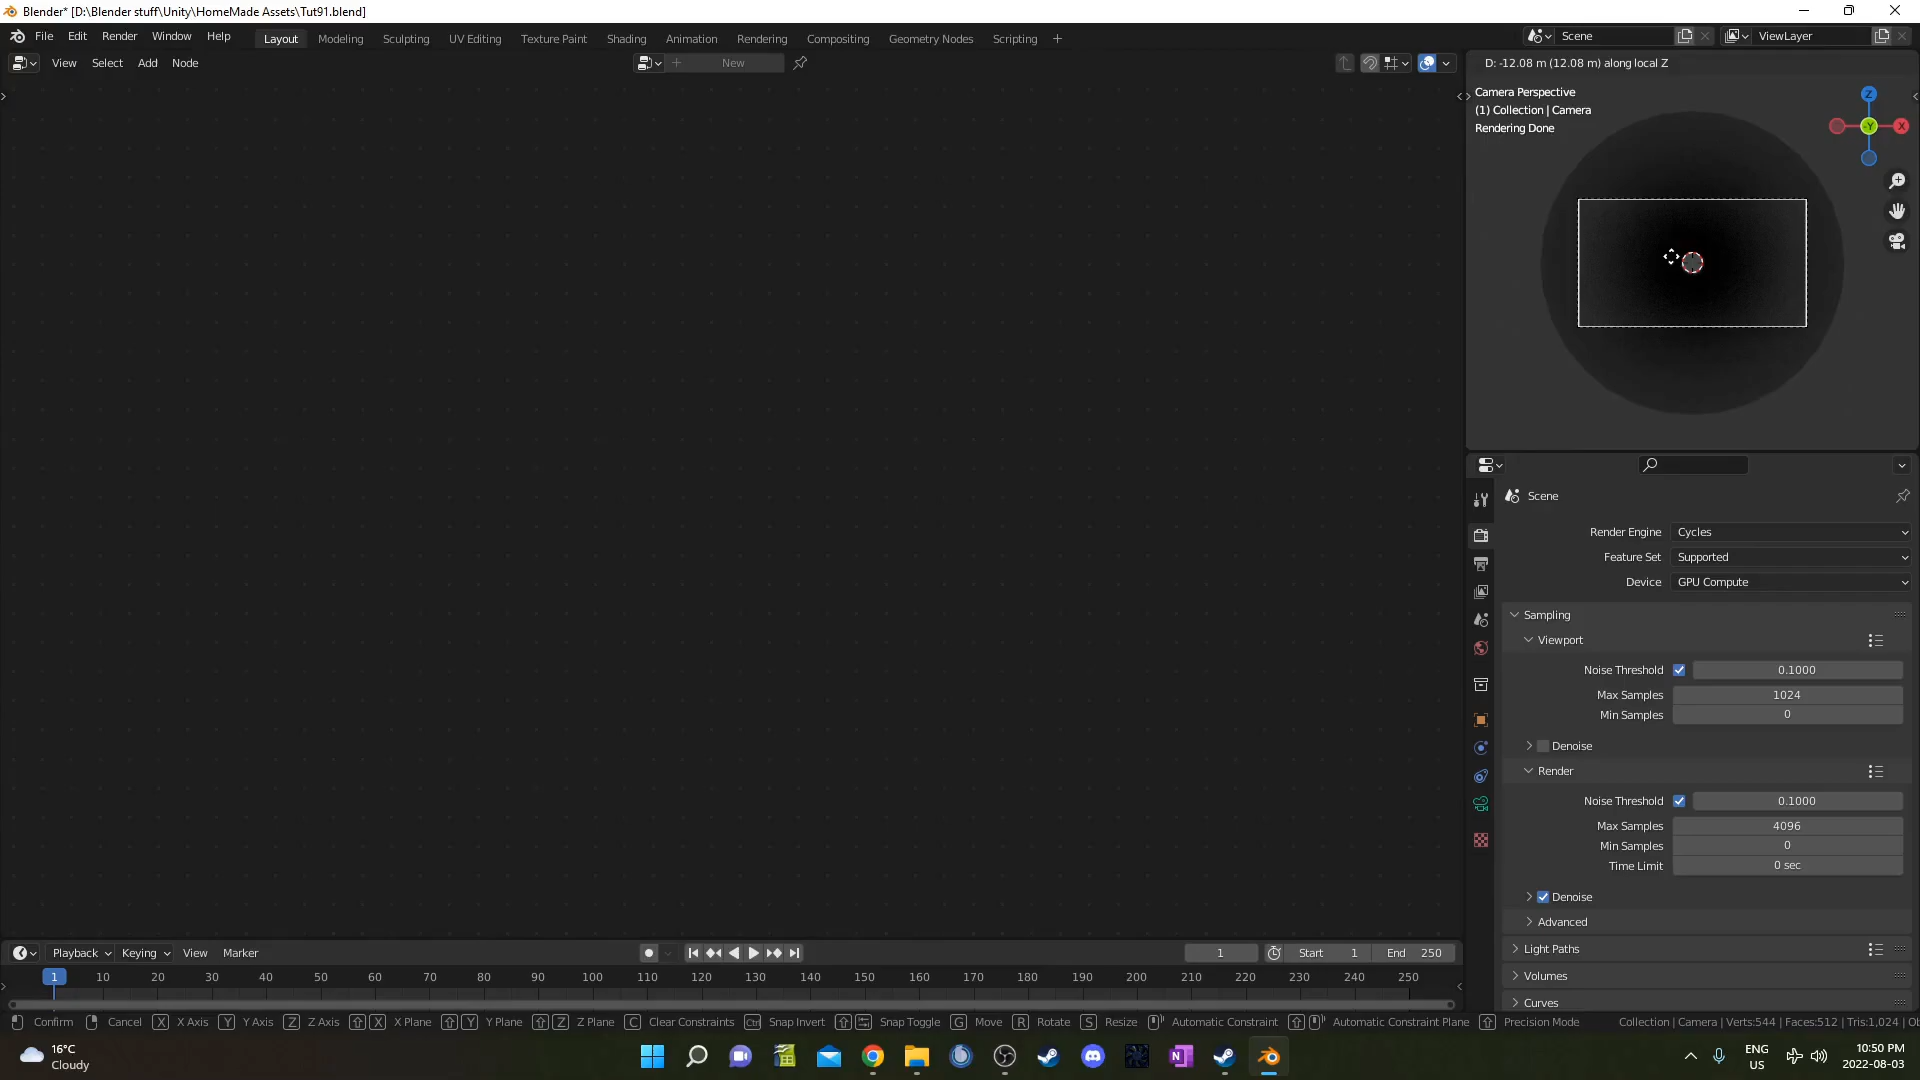 Blender* [D:\Blender stuff\Unity\HomeMade Assets\Tut91.blend]
File Edit Render Window Help Layout Modeling Sculpting UV Editing Texture Paint Shading Animation Rendering Compositing Geometry Nodes Scripting + Scene ViewLayer
View Select Add Node + New D: -12.08 m (12.08 m) along local Z
Camera Perspective
(1) Collection | Camera
Rendering Done
Z
-Y X
Scene
Render Engine Cycles
Feature Set Supported
Device GPU Compute
Sampling
Viewport
Noise Threshold 0.1000
Max Samples 1024
Min Samples 0
Denoise
Render
Noise Threshold 0.1000
Max Samples 4096
Min Samples 0
Time Limit 0 sec
Denoise
Advanced
Light Paths
Volumes
Curves
Playback Keying View Marker 1 Start 1 End 250
1 10 20 30 40 50 60 70 80 90 100 110 120 130 140 150 160 170 180 190 200 210 220 230 240 250
Confirm Cancel X X Axis Y Y Axis Z Z Axis X X Plane Y Y Plane Z Z Plane C Clear Constraints Ctrl Snap Invert Snap Toggle G Move R Rotate S Resize Automatic Constraint Automatic Constraint Plane Precision Mode Collection | Camera | Verts:544 | Faces:512 | Tris:1,024 | Ob
16°C
Cloudy
ENG
US
10:50 PM
2022-08-03